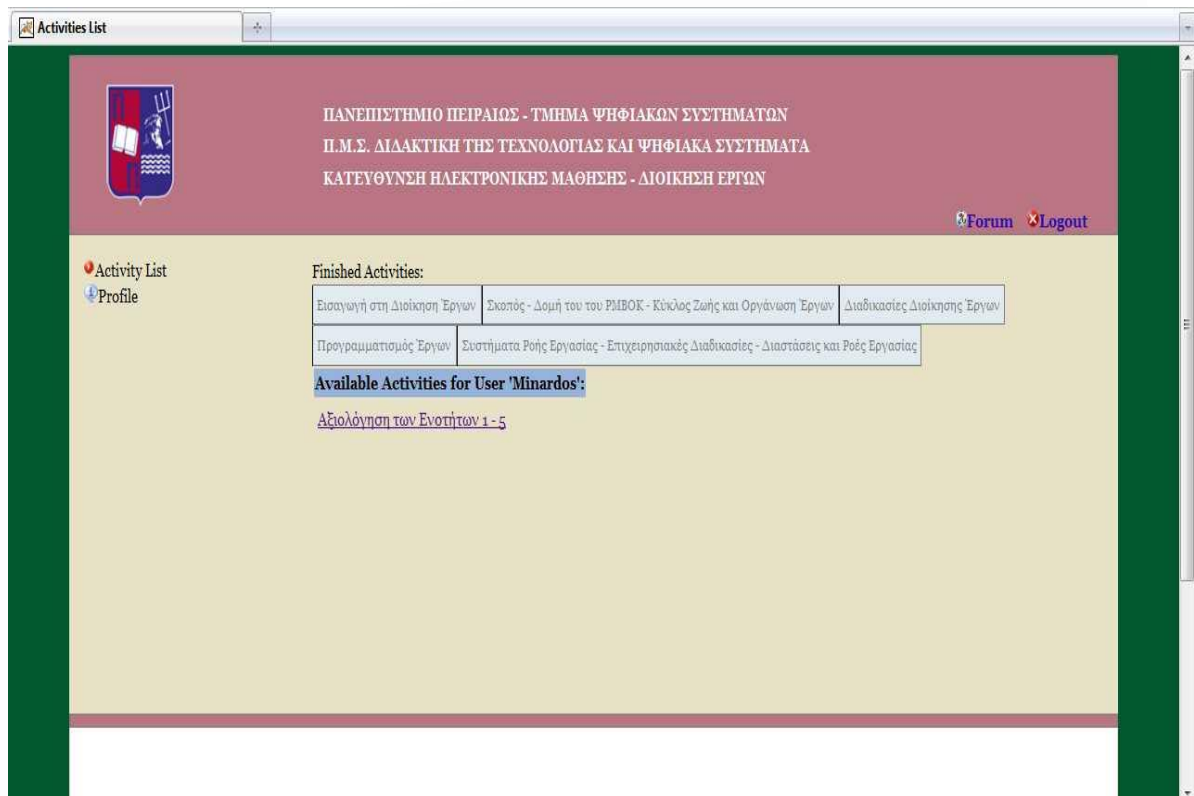 Activities List
ΠΑΝΕΠΙΣΤΗΜΙΟ ΠΕΙΡΑΙΩΣ - ΤΜΗΜΑ ΨΗΦΙΑΚΩΝ ΣΥΣΤΗΜΑΤΩΝ
Π.Μ.Σ. ΔΙΔΑΚΤΙΚΗ ΤΗΣ ΤΕΧΝΟΛΟΓΙΑΣ ΚΑΙ ΨΗΦΙΑΚΑ ΣΥΣΤΗΜΑΤΑ
ΚΑΤΕΥΘΥΝΣΗ ΗΛΕΚΤΡΟΝΙΚΗΣ ΜΑΘΗΣΗΣ - ΔΙΟΙΚΗΣΗ ΕΡΓΩΝ
Forum Logout
Activity List
Profile
Finished Activities:
Εισαγωγή στη Διοίκηση Έργων Σκοπός - Δομή του του PMBOK - Κύκλος Ζωής και Οργάνωση Έργων Διαδικασίες Διοίκησης Έργων
Προγραμματισμός Έργων Συστήματα Ροής Εργασίας - Επιχειρησιακές Διαδικασίες - Διαστάσεις και Ροές Εργασίας
Available Activities for User 'Minardos':
Αξιολόγηση των Ενοτήτων 1 - 5